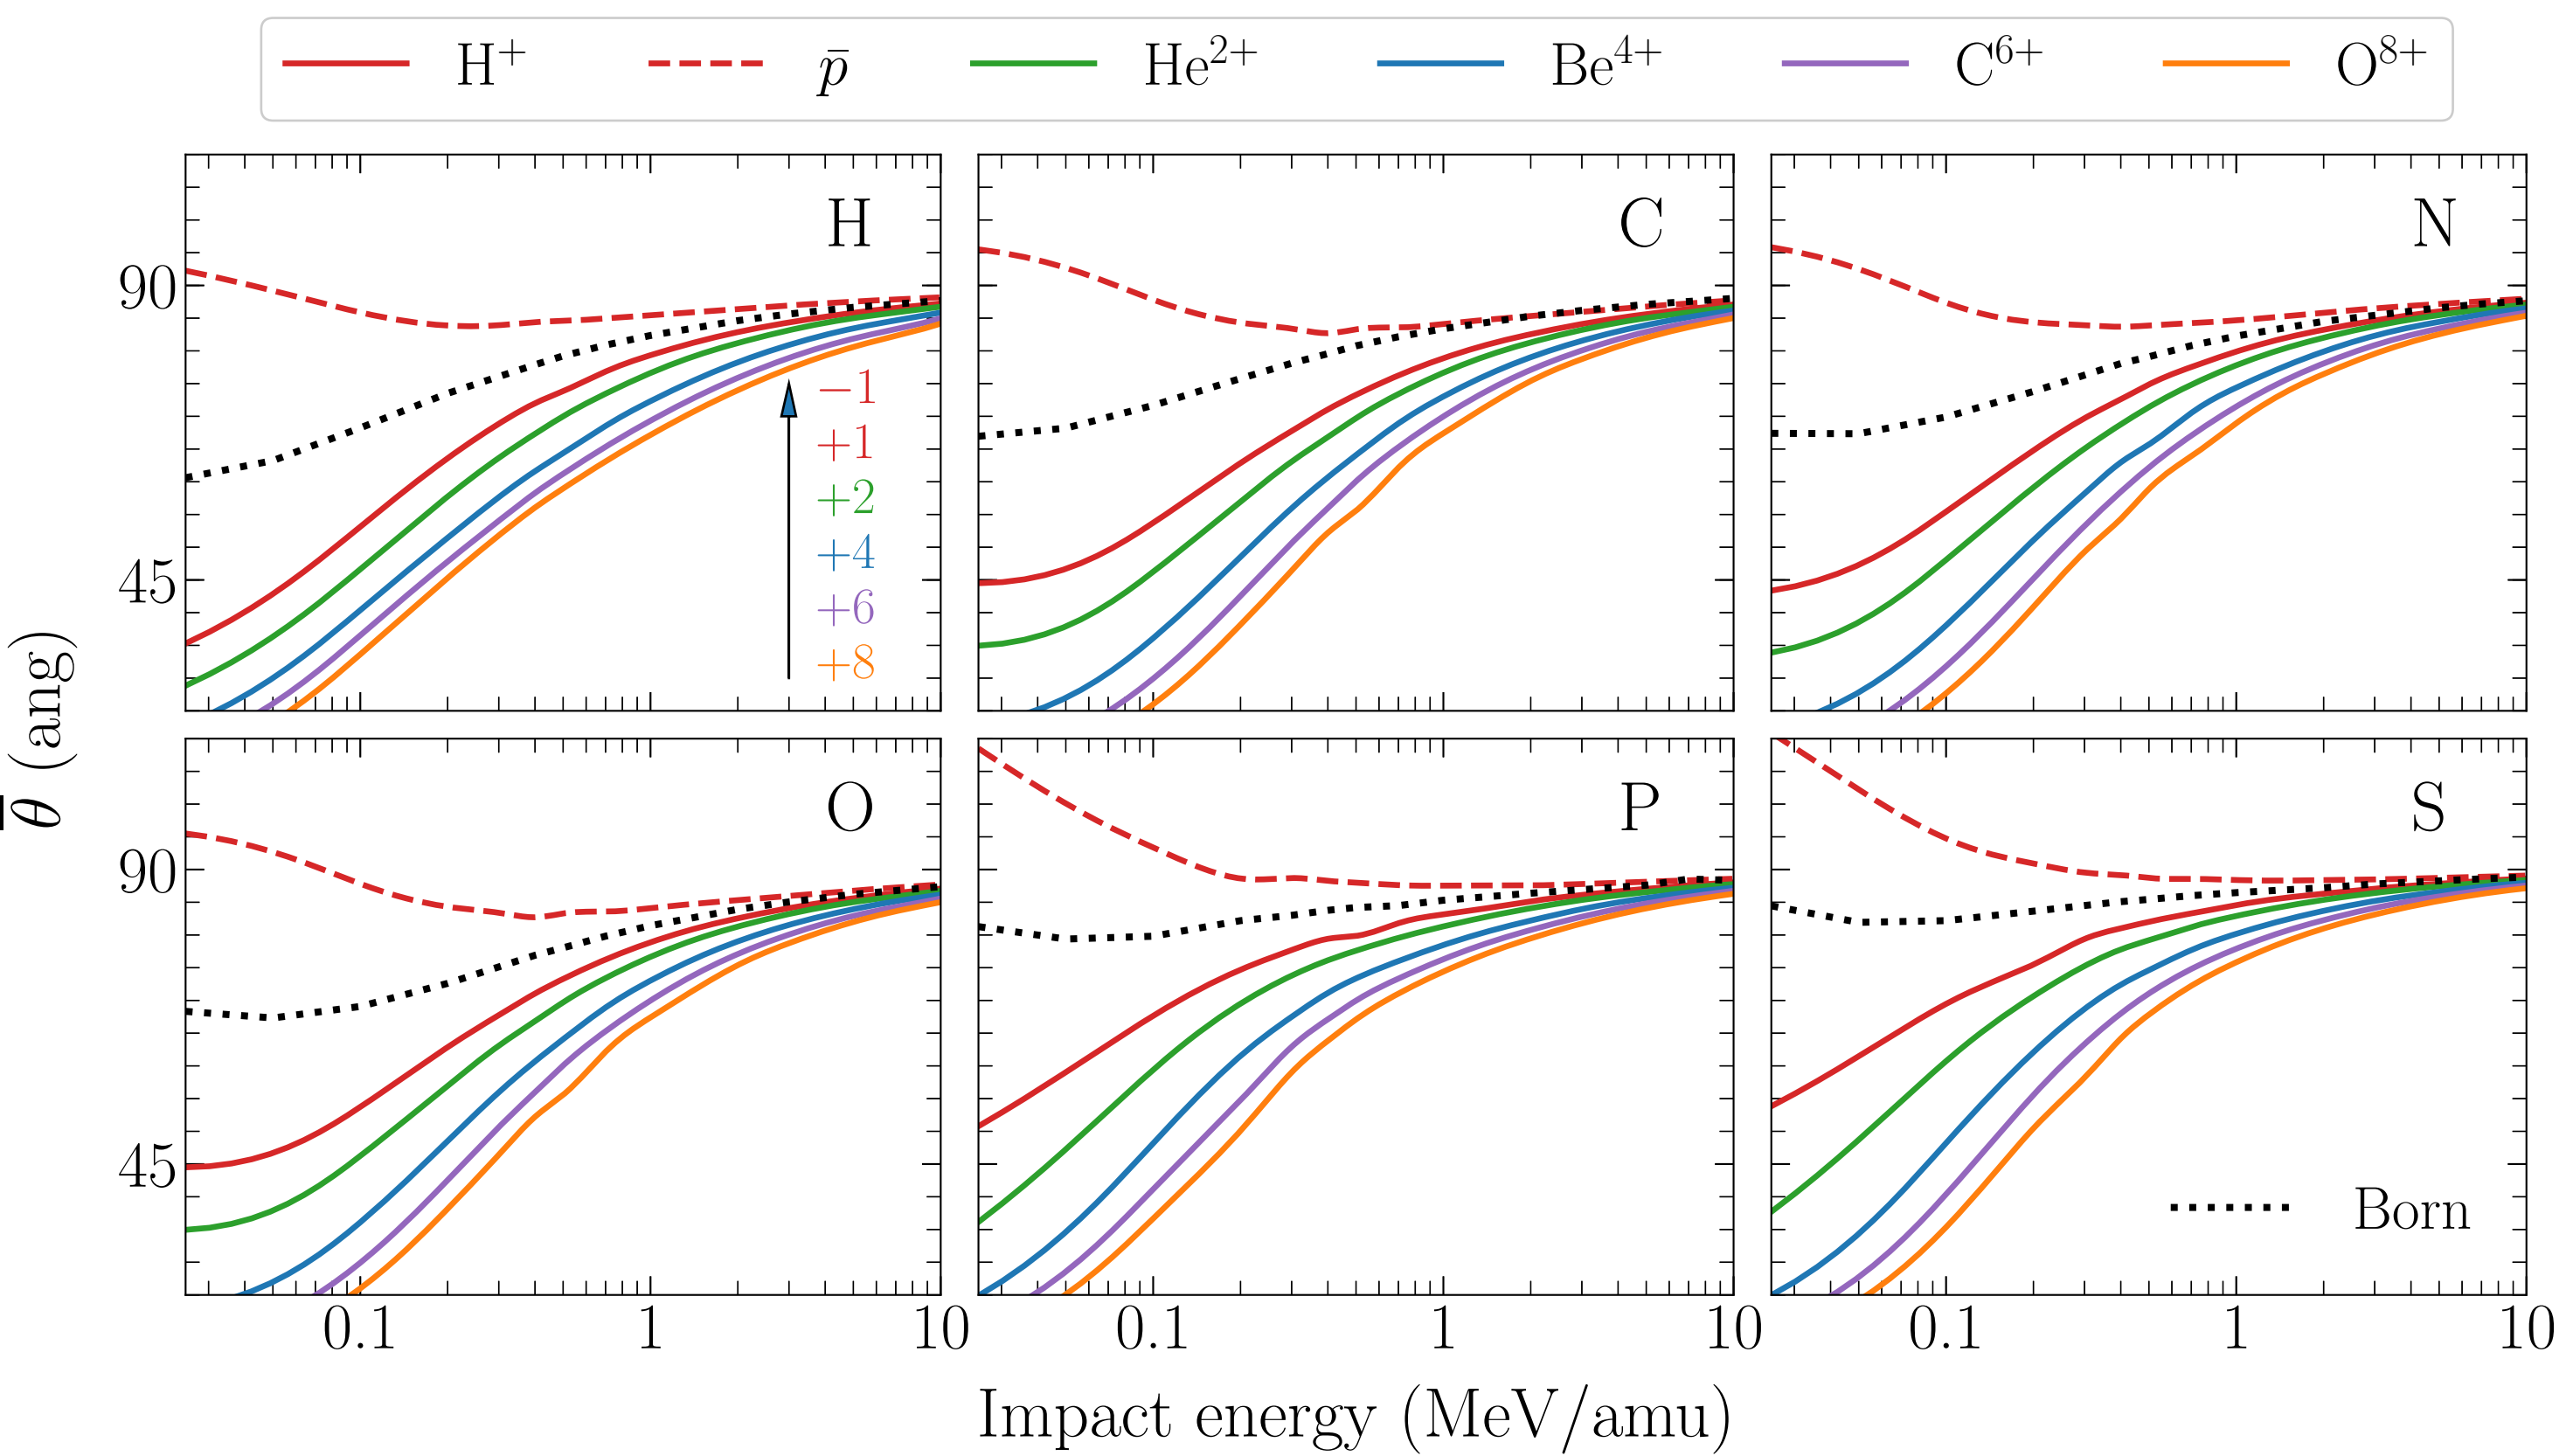 H⁺ p̄ He²⁺ Be⁴⁺ C⁶⁺ O⁸⁺
H
C
N
90
45
−1
+1
+2
+4
+6
+8
O
P
S
90
45
Born
0.1 1 10 0.1 1 10 0.1 1 10
θ̄ (ang)
Impact energy (MeV/amu)